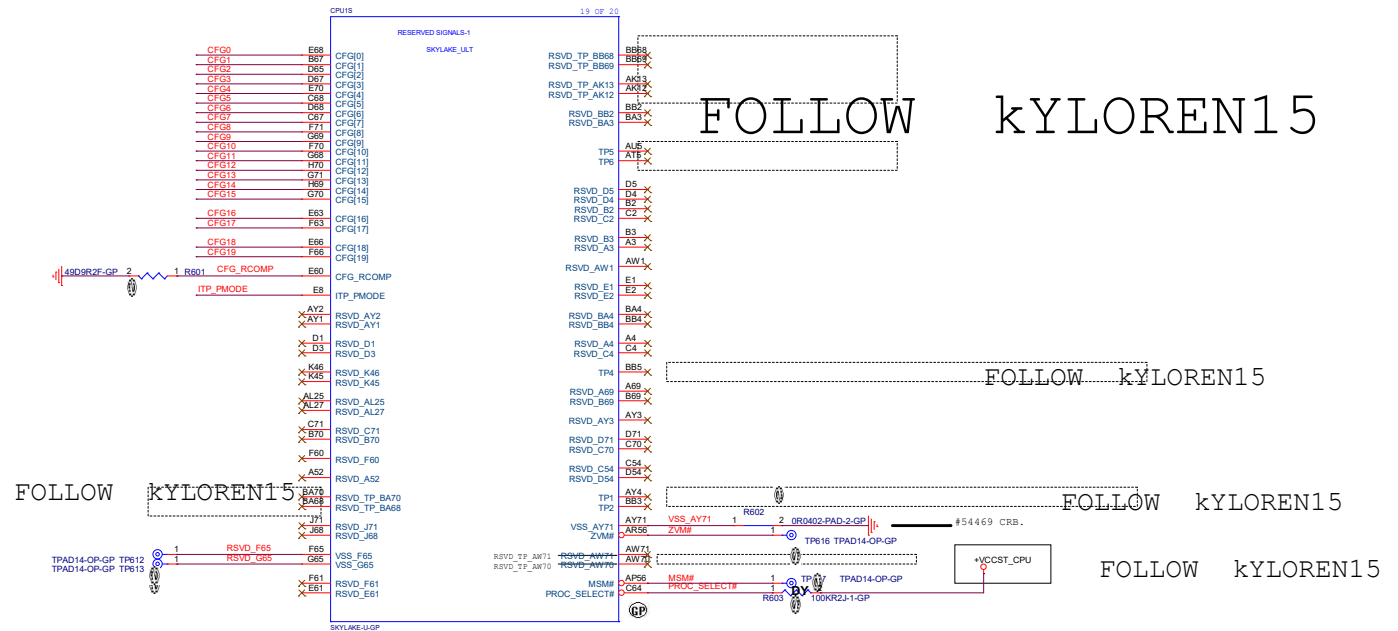 CPU1S 19 OF 20
RESERVED SIGNALS-1
SKYLAKE_ULT
CFG0 E68 CFG[0] RSVD_TP_BB68 BB68
CFG1 B67 CFG[1] RSVD_TP_BB69 BB69
CFG2 D65 CFG[2]
CFG3 D67 CFG[3] RSVD_TP_AK13 AK13
CFG4 E70 CFG[4] RSVD_TP_AK12 AK12
CFG5 C68 CFG[5]
CFG6 D68 CFG[6] RSVD_BB2 BB2
CFG7 C67 CFG[7] RSVD_BA3 BA3
FOLLOW kYLOREN15
CFG8 F71 CFG[8]
CFG9 G69 CFG[9]
CFG10 F70 CFG[10] TP5 AU5
CFG11 G68 CFG[11] TP6 AT5
CFG12 H70 CFG[12]
CFG13 G71 CFG[13]
CFG14 H69 CFG[14] RSVD_D5 D5
CFG15 G70 CFG[15] RSVD_D4 D4
RSVD_B2 B2
CFG16 E63 CFG[16] RSVD_C2 C2
CFG17 F63 CFG[17]
RSVD_B3 B3
CFG18 E66 CFG[18] RSVD_A3 A3
CFG19 F66 CFG[19]
RSVD_AW1 AW1
49D9R2F-GP 2 1 R601 CFG_RCOMP E60 CFG_RCOMP
RSVD_E1 E1
ITP_PMODE E8 ITP_PMODE RSVD_E2 E2
AY2 RSVD_AY2 RSVD_BA4 BA4
AY1 RSVD_AY1 RSVD_BB4 BB4
D1 RSVD_D1 RSVD_A4 A4
D3 RSVD_D3 RSVD_C4 C4
K46 RSVD_K46 TP4 BB5
K45 RSVD_K45
FOLLOW kYLOREN15
RSVD_A69 A69
AL25 RSVD_AL25 RSVD_B69 B69
AL27 RSVD_AL27
RSVD_AY3 AY3
C71 RSVD_C71
B70 RSVD_B70 RSVD_D71 D71
RSVD_C70 C70
F60 RSVD_F60
RSVD_C54 C54
A52 RSVD_A52 RSVD_D54 D54
FOLLOW kYLOREN15 BA70 RSVD_TP_BA70 TP1 AY4
BA68 RSVD_TP_BA68 TP2 BB3 FOLLOW kYLOREN15
R602
J71 RSVD_J71 VSS_AY71 AY71 VSS_AY71 1 2 0R0402-PAD-2-GP #54469 CRB.
J68 RSVD_J68 ZVM# AR56 ZVM# 1
TP616 TPAD14-OP-GP
TPAD14-OP-GP TP612 1 RSVD_F65 F65 VSS_F65 RSVD_TP_AW71 RSVD_AW71 AW71
TPAD14-OP-GP TP613 1 RSVD_G65 G65 VSS_G65 RSVD_TP_AW70 RSVD_AW70 AW70
+VCCST_CPU
FOLLOW kYLOREN15
F61 RSVD_F61 MSM# AP56 MSM# 1 TPAD14-OP-GP
E61 RSVD_E61 PROC_SELECT# C64 PROC_SELECT# 1 DY
R603 100KR2J-1-GP
GP
SKYLAKE-U-GP